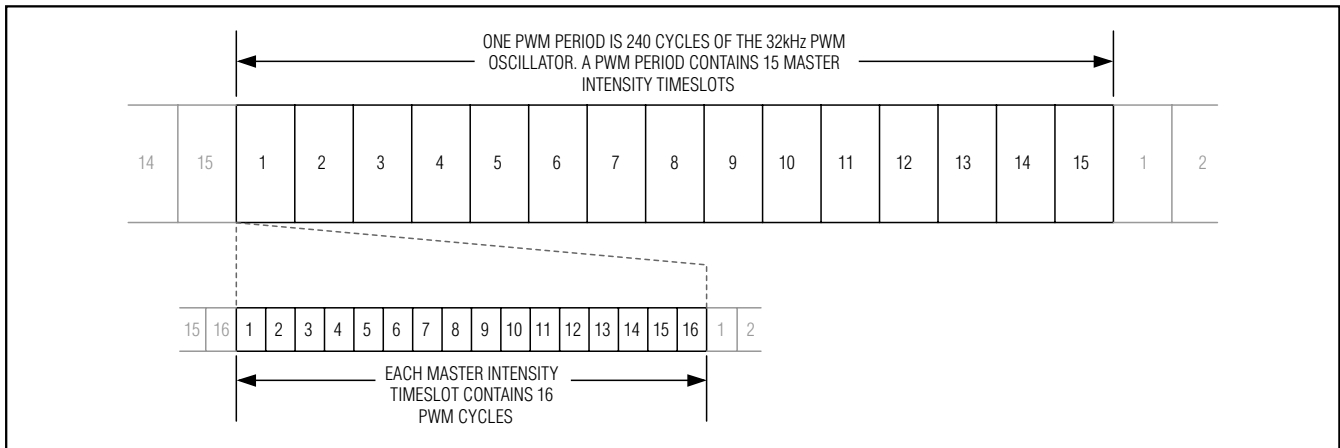 ONE PWM PERIOD IS 240 CYCLES OF THE 32kHz PWM
OSCILLATOR. A PWM PERIOD CONTAINS 15 MASTER
INTENSITY TIMESLOTS
14 15 1 2 3 4 5 6 7 8 9 10 11 12 13 14 15 1 2
15 16 1 2 3 4 5 6 7 8 9 10 11 12 13 14 15 16 1 2
EACH MASTER INTENSITY
TIMESLOT CONTAINS 16
PWM CYCLES